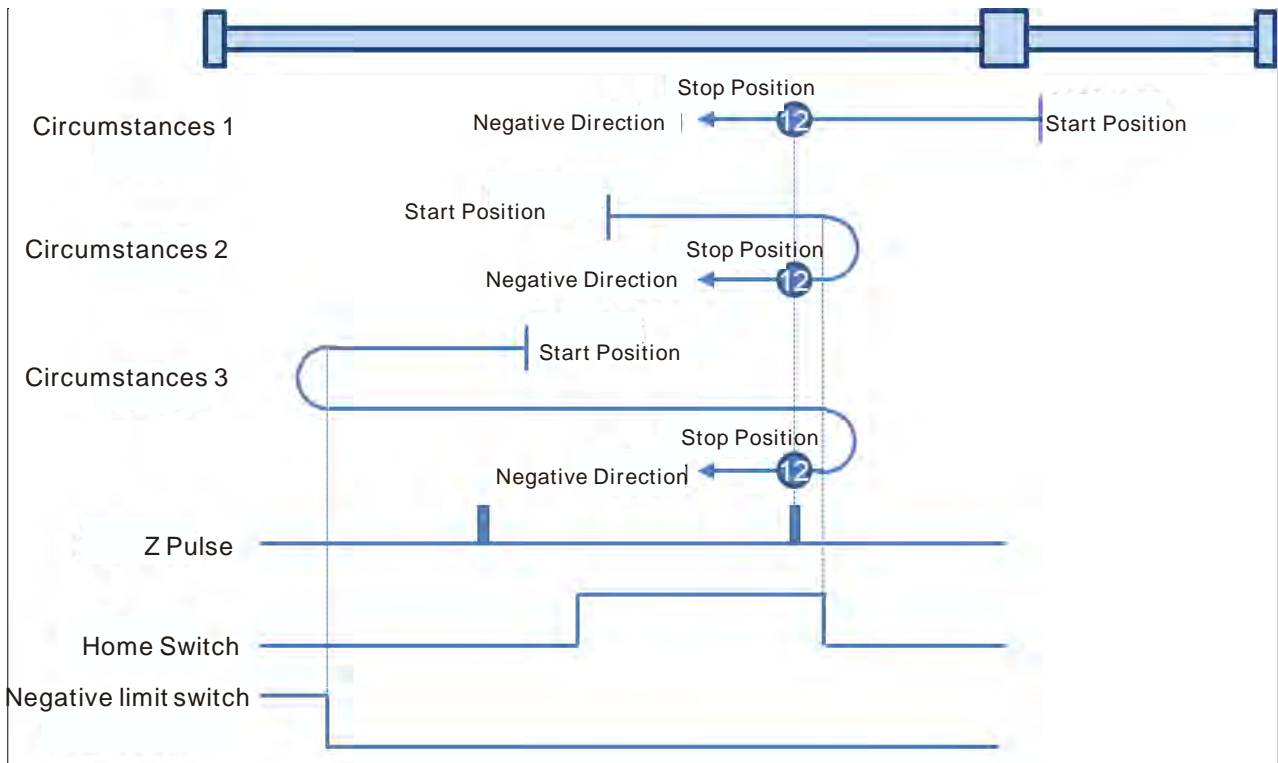 Stop Position
Circumstances 1
Negative Direction
12
Start Position
Start Position
Circumstances 2
Stop Position
Negative Direction
12
Start Position
Circumstances 3
Stop Position
Negative Direction
12
Z Pulse
Home Switch
Negative limit switch